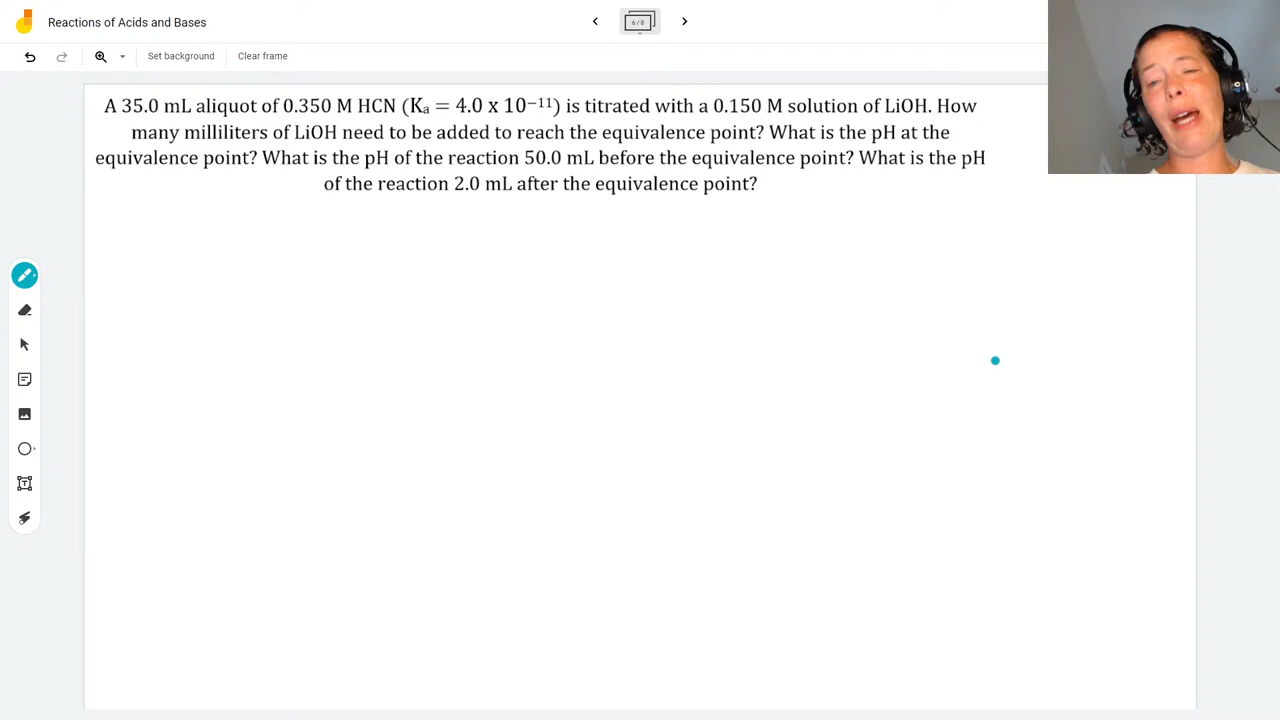 Reactions of Acids and Bases
6 / 8
Set background
Clear frame
A 35.0 mL aliquot of 0.350 M HCN (Kₐ = 4.0 x 10⁻¹¹) is titrated with a 0.150 M solution of LiOH. How
many milliliters of LiOH need to be added to reach the equivalence point? What is the pH at the
equivalence point? What is the pH of the reaction 50.0 mL before the equivalence point? What is the pH
of the reaction 2.0 mL after the equivalence point?